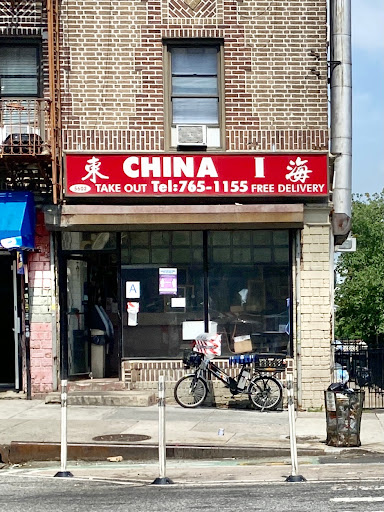 東 CHINA I 海
TAKE OUT Tel:765-1155 FREE DELIVERY
A